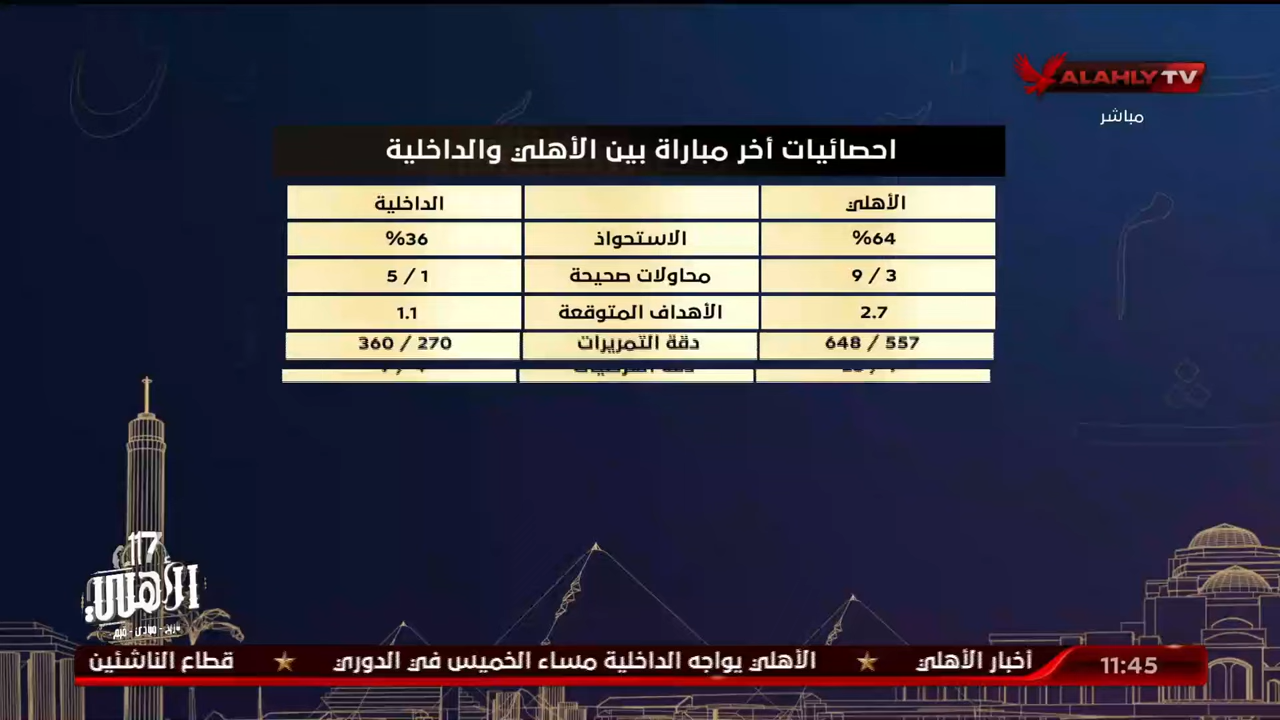 ALAHLY TV
مباشر
احصائيات أخر مباراة بين الأهلي والداخلية
الأهلي الداخلية
%64 الاستحواذ %36
9 / 3 محاولات صحيحة 5 / 1
2.7 الأهداف المتوقعة 1.1
648 / 557 دقة التمريرات 360 / 270
117
الأهلي
11:45 أخبار الأهلي الأهلي يواجه الداخلية مساء الخميس في الدوري قطاع الناشئين